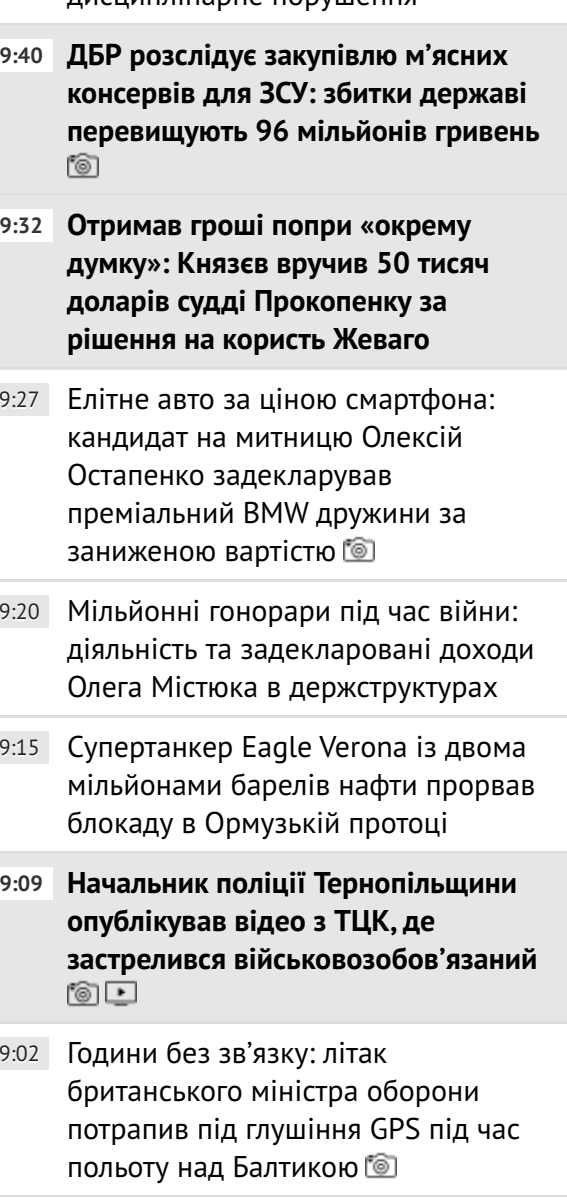 дисциплінарне порушення
9:40 ДБР розслідує закупівлю м’ясних
консервів для ЗСУ: збитки державі
перевищують 96 мільйонів гривень
9:32 Отримав гроші попри «окрему
думку»: Князєв вручив 50 тисяч
доларів судді Прокопенку за
рішення на користь Жеваго
9:27 Елітне авто за ціною смартфона:
кандидат на митницю Олексій
Остапенко задекларував
преміальний BMW дружини за
заниженою вартістю
9:20 Мільйонні гонорари під час війни:
діяльність та задекларовані доходи
Олега Містюка в держструктурах
9:15 Супертанкер Eagle Verona із двома
мільйонами барелів нафти прорвав
блокаду в Ормузькій протоці
9:09 Начальник поліції Тернопільщини
опублікував відео з ТЦК, де
застрелився військовозобов’язаний
9:02 Години без зв’язку: літак
британського міністра оборони
потрапив під глушіння GPS під час
польоту над Балтикою